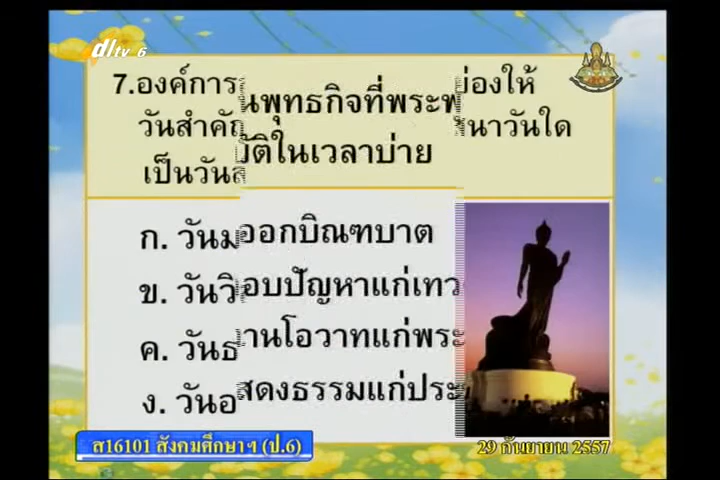 dltv 6
7.องค์การ นพุทธกิจที่พระพ ย่องให้
วันสำคัญ นาวันใด
บัติในเวลาบ่าย
เป็นวันส
ก. วันม ออกบิณฑบาต
ข. วันวิ อบปัญหาแก่เทว
ค. วันธ านโอวาทแก่พระ
ง. วันอ สดงธรรมแก่ประ
ส16101 สังคมศึกษาฯ (ป.6)
29 กันยายน 2557